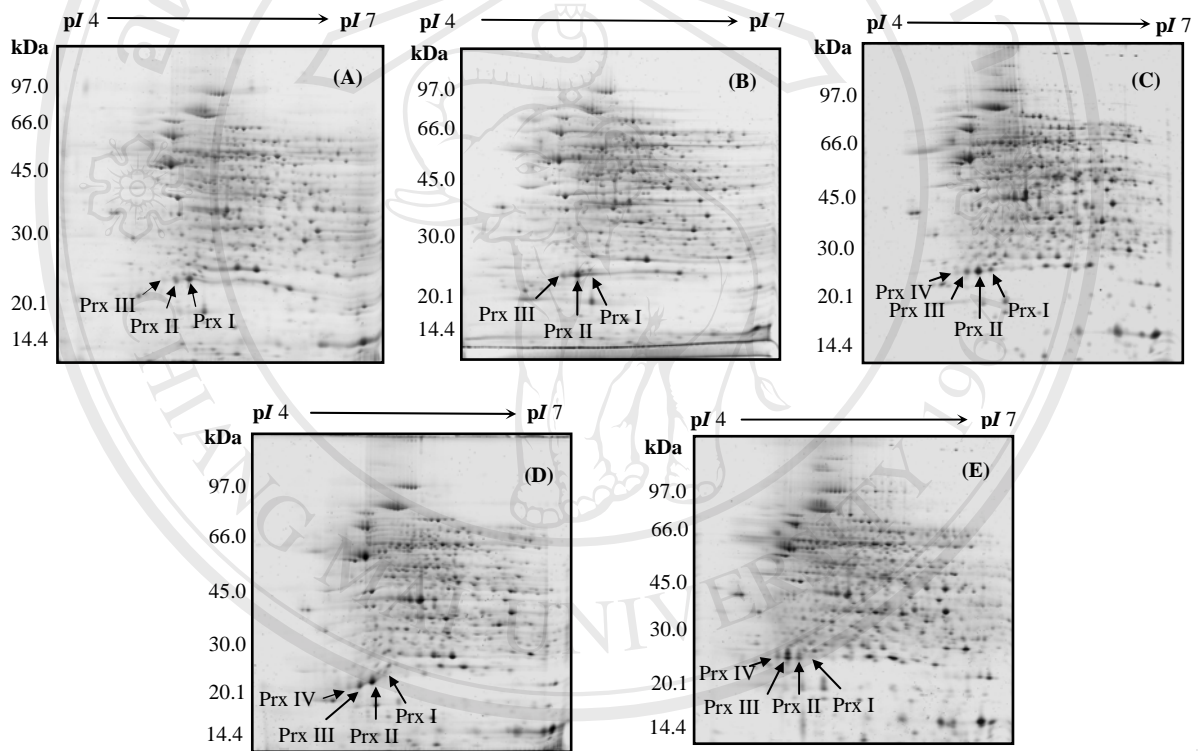 pI 4 pI 7
kDa
(A)
97.0
66.0
45.0
30.0
20.1
14.4
Prx III
Prx II
Prx I
pI 4 pI 7
kDa
(B)
97.0
66.0
45.0
30.0
20.1
14.4
Prx III
Prx II
Prx I
pI 4 pI 7
kDa
(C)
97.0
66.0
45.0
30.0
20.1
14.4
Prx IV
Prx III
Prx II
Prx I
pI 4 pI 7
kDa
(D)
97.0
66.0
45.0
30.0
20.1
14.4
Prx IV
Prx III
Prx II
Prx I
pI 4 pI 7
kDa
(E)
97.0
66.0
45.0
30.0
20.1
14.4
Prx IV
Prx III
Prx II
Prx I
UNIVERSITY 196